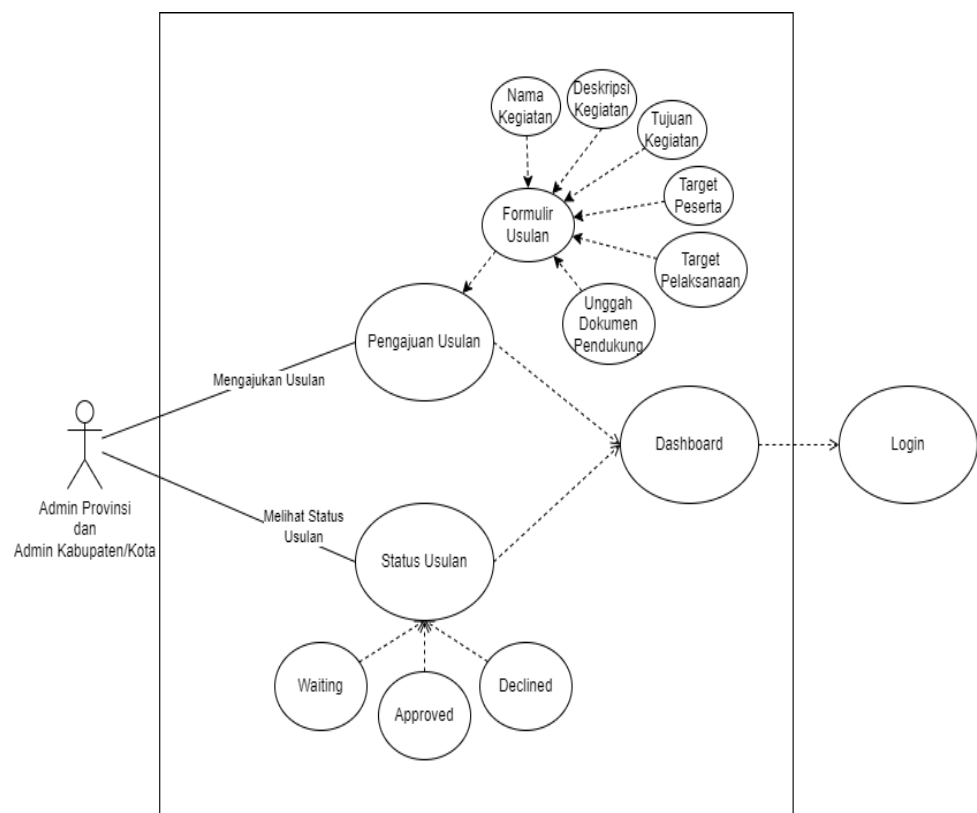 Nama
Kegiatan
Deskripsi
Kegiatan
Tujuan
Kegiatan
Target
Peserta
Target
Pelaksanaan
Unggah
Dokumen
Pendukung
Formulir
Usulan
Pengajuan Usulan
Mengajukan Usulan
Admin Provinsi
dan
Admin Kabupaten/Kota
Melihat Status
Usulan
Status Usulan
Dashboard
Login
Waiting
Approved
Declined